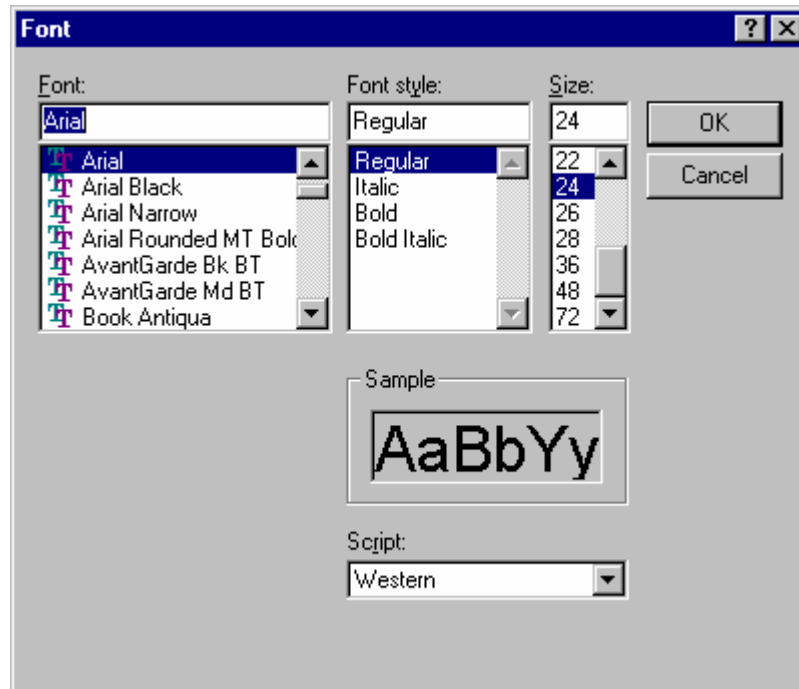 Font
Font: Font style: Size:
Arial Regular 24 OK
Arial Regular 22 Cancel
Arial Black Italic 24
Arial Narrow Bold 26
Arial Rounded MT Bold Bold Italic 28
AvantGarde Bk BT 36
AvantGarde Md BT 48
Book Antiqua 72
Sample
AaBbYy
Script:
Western